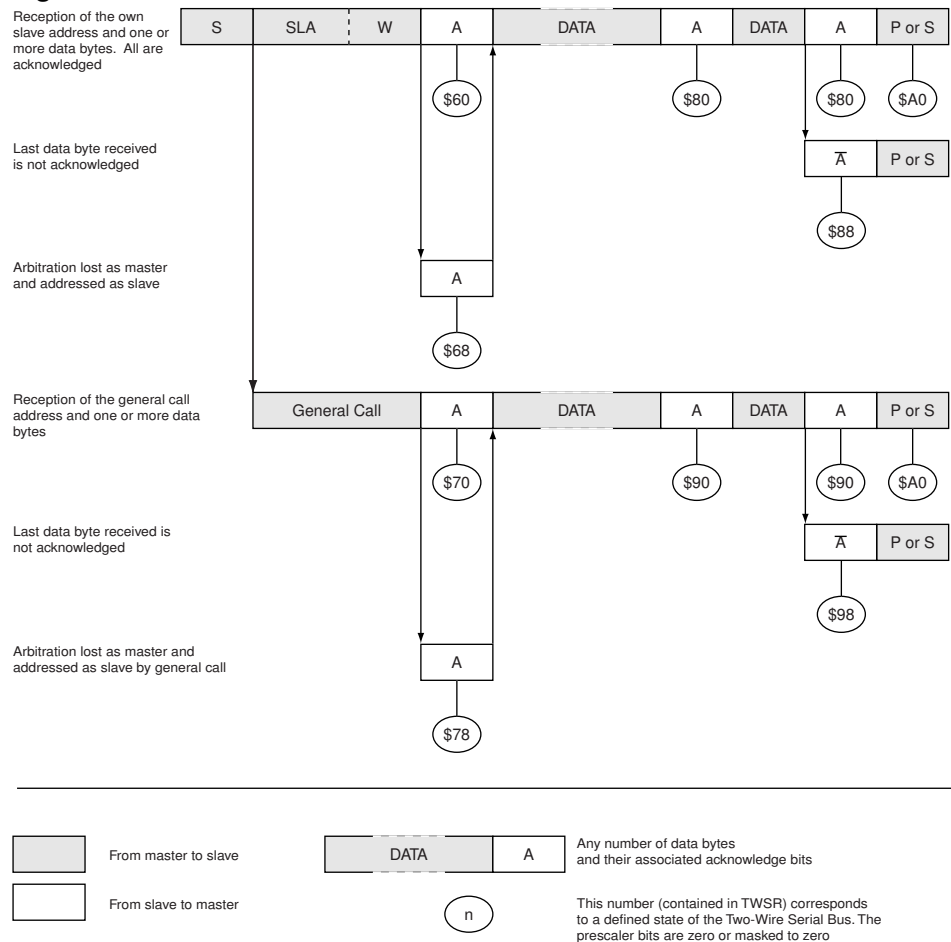 Reception of the own
slave address and one or
more data bytes. All are
acknowledged
S SLA W A DATA A DATA A P or S
$60 $80 $80 $A0
Last data byte received
is not acknowledged
A̅ P or S
$88
Arbitration lost as master
and addressed as slave
A
$68
Reception of the general call
address and one or more data
bytes
General Call A DATA A DATA A P or S
$70 $90 $90 $A0
Last data byte received is
not acknowledged
A̅ P or S
$98
Arbitration lost as master and
addressed as slave by general call
A
$78
From master to slave
DATA A
Any number of data bytes
and their associated acknowledge bits
From slave to master
n
This number (contained in TWSR) corresponds
to a defined state of the Two-Wire Serial Bus. The
prescaler bits are zero or masked to zero